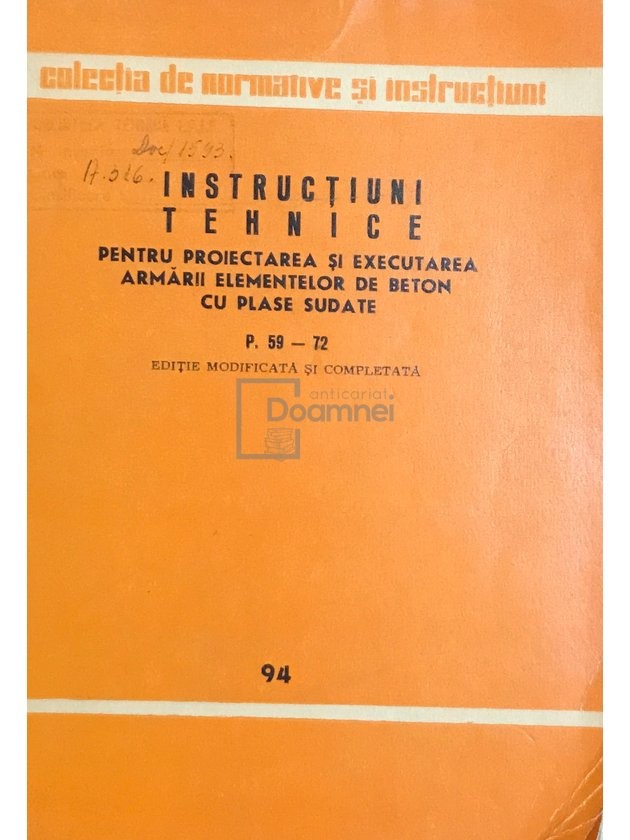 colecția de normative și instrucțiuni
Doc/1593.
A.326.
INSTRUCȚIUNI
TEHNICE
PENTRU PROIECTAREA ȘI EXECUTAREA
ARMĂRII ELEMENTELOR DE BETON
CU PLASE SUDATE
P. 59 — 72
EDIȚIE MODIFICATĂ ȘI COMPLETATĂ
anticariat
Doamnei
94